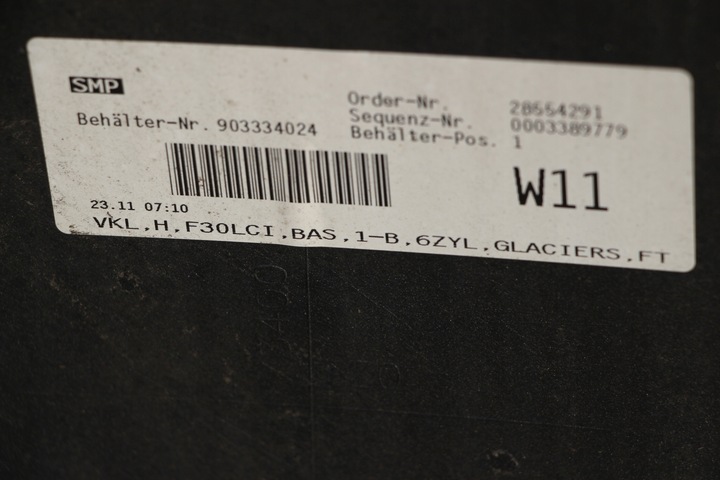 SMP
Order-Nr. 28554291
Sequenz-Nr. 0003389779
Behälter-Nr. 903334024
Behälter-Pos. 1
W11
23.11 07:10
VKL,H,F30LCI,BAS,1-B,6ZYL,GLACIERS,FT